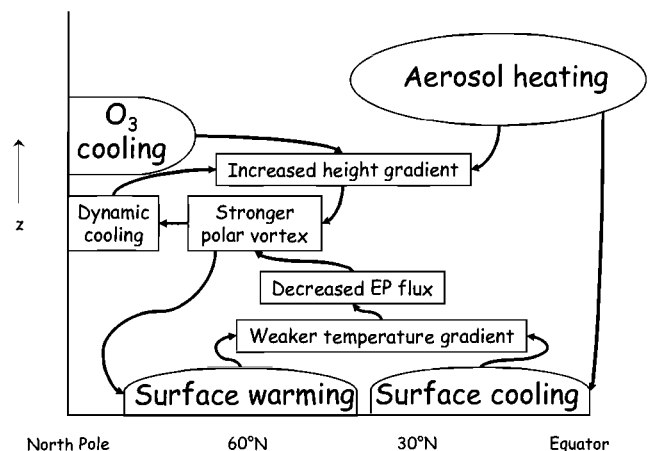 Aerosol heating
O₃
cooling
Increased height gradient
z
Dynamic
cooling
Stronger
polar vortex
Decreased EP flux
Weaker temperature gradient
Surface warming
Surface cooling
North Pole
60°N
30°N
Equator